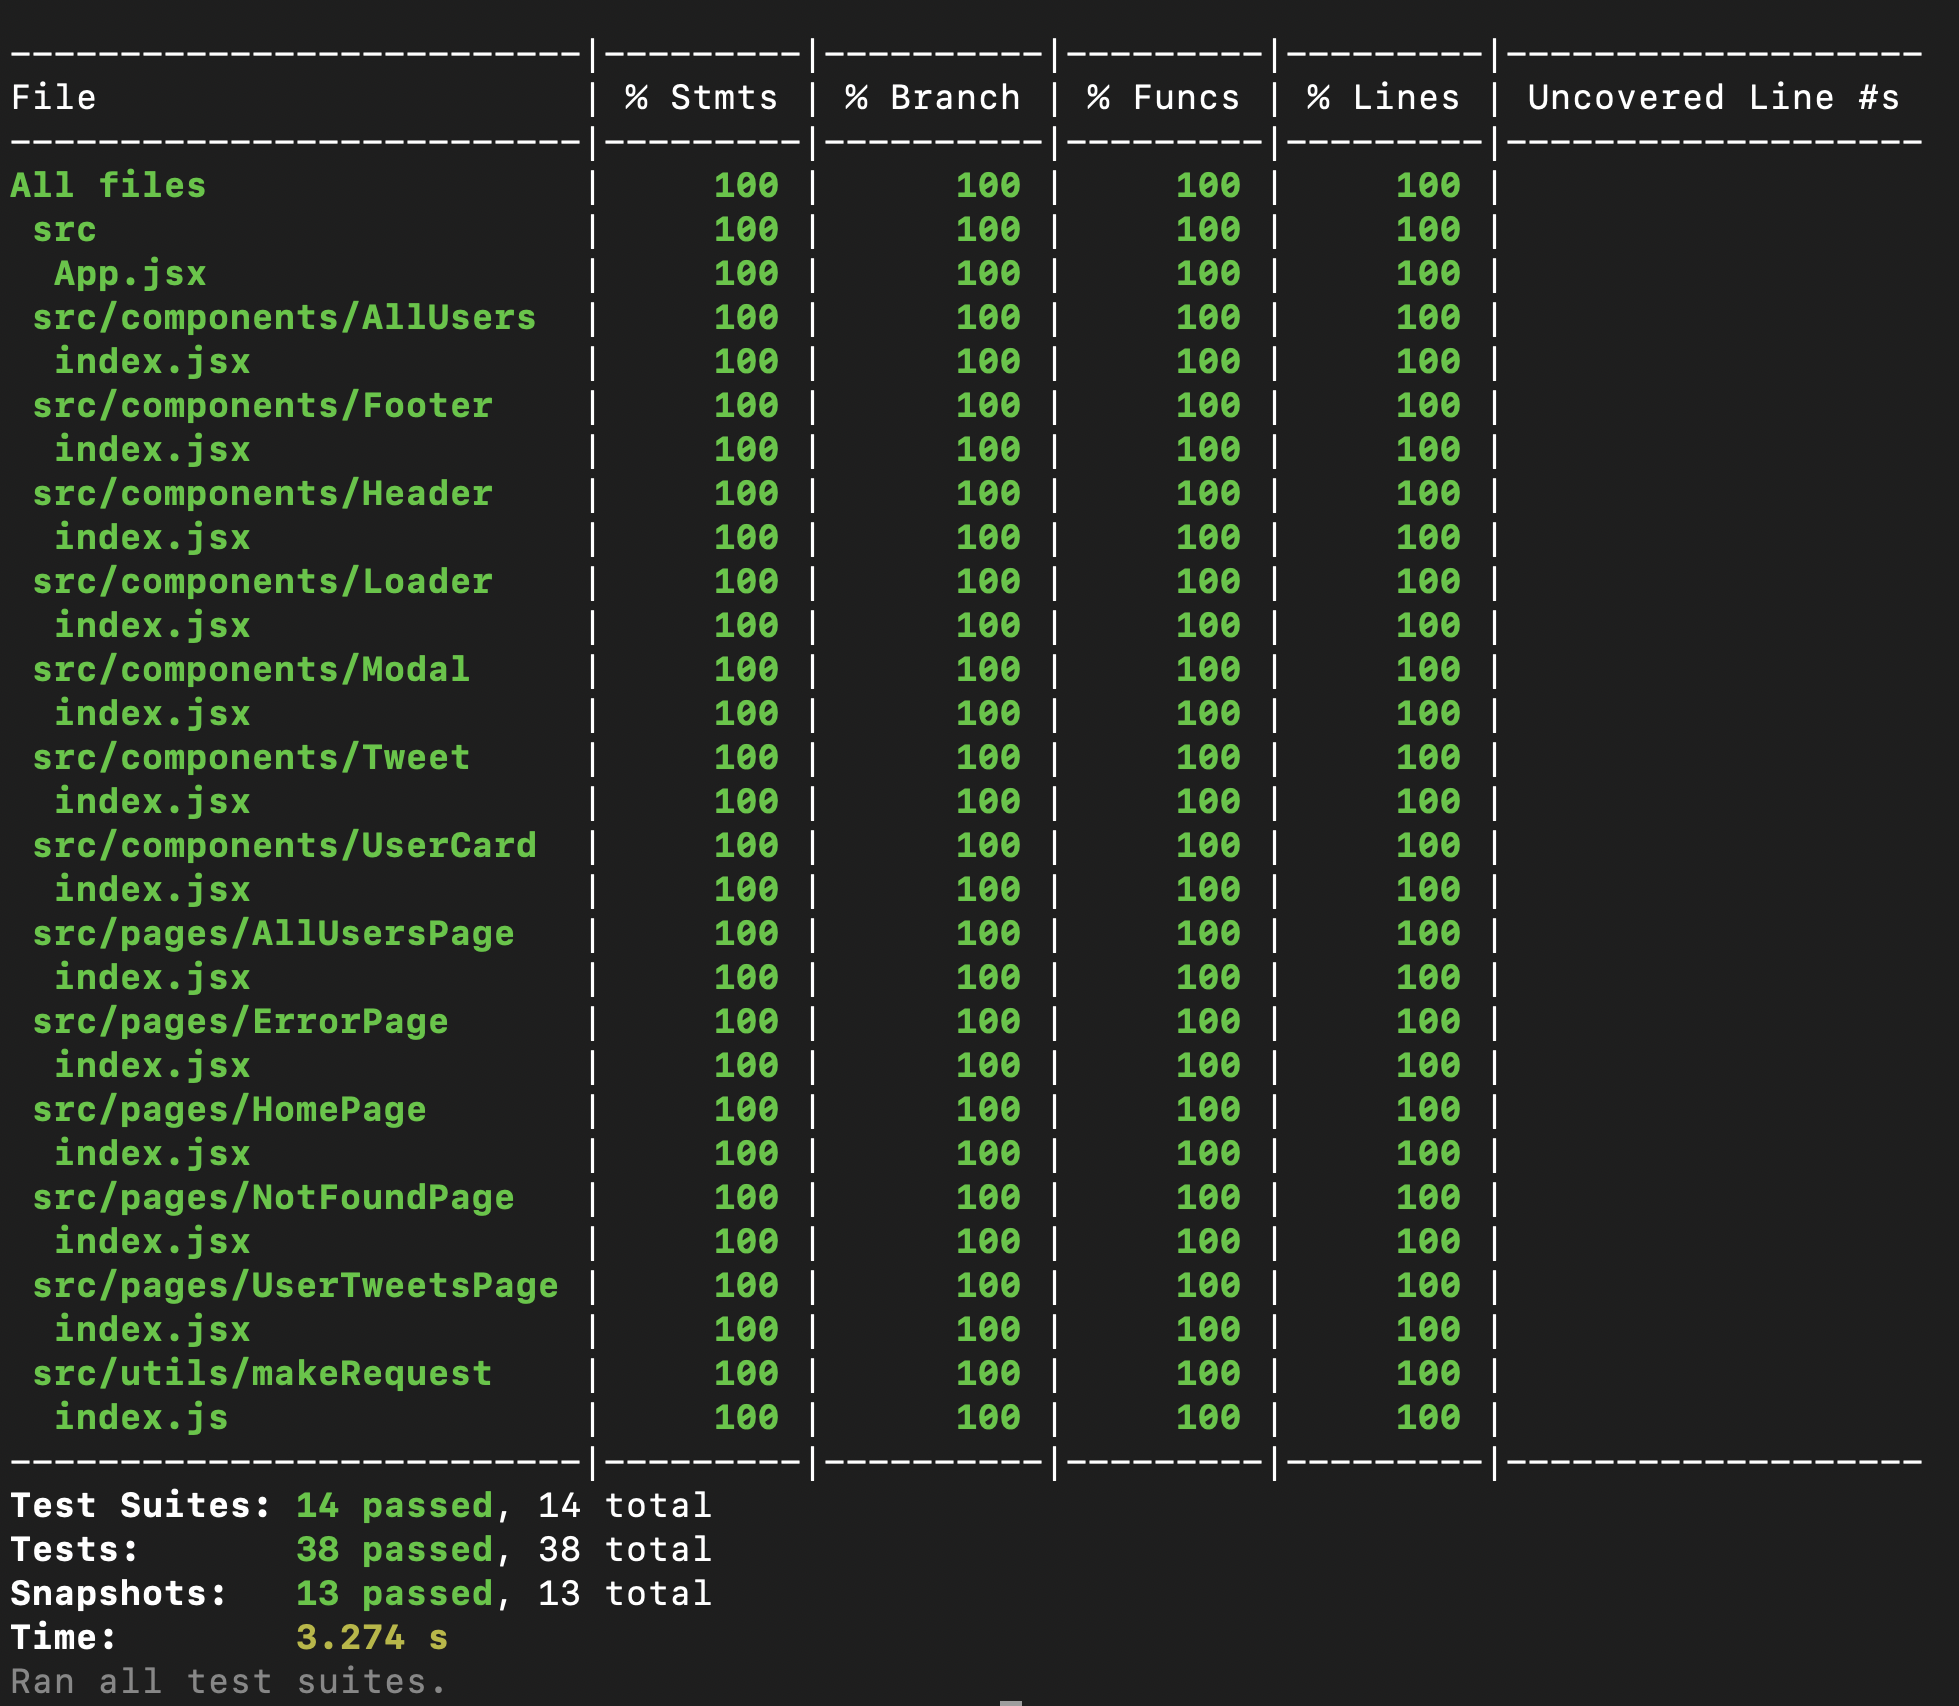 ---------------------------|---------|----------|---------|---------|-------------------
File                       | % Stmts | % Branch | % Funcs | % Lines | Uncovered Line #s
---------------------------|---------|----------|---------|---------|-------------------
All files                  |     100 |      100 |     100 |     100 |
 src                       |     100 |      100 |     100 |     100 |
  App.jsx                  |     100 |      100 |     100 |     100 |
 src/components/AllUsers   |     100 |      100 |     100 |     100 |
  index.jsx                |     100 |      100 |     100 |     100 |
 src/components/Footer     |     100 |      100 |     100 |     100 |
  index.jsx                |     100 |      100 |     100 |     100 |
 src/components/Header     |     100 |      100 |     100 |     100 |
  index.jsx                |     100 |      100 |     100 |     100 |
 src/components/Loader     |     100 |      100 |     100 |     100 |
  index.jsx                |     100 |      100 |     100 |     100 |
 src/components/Modal      |     100 |      100 |     100 |     100 |
  index.jsx                |     100 |      100 |     100 |     100 |
 src/components/Tweet      |     100 |      100 |     100 |     100 |
  index.jsx                |     100 |      100 |     100 |     100 |
 src/components/UserCard   |     100 |      100 |     100 |     100 |
  index.jsx                |     100 |      100 |     100 |     100 |
 src/pages/AllUsersPage    |     100 |      100 |     100 |     100 |
  index.jsx                |     100 |      100 |     100 |     100 |
 src/pages/ErrorPage       |     100 |      100 |     100 |     100 |
  index.jsx                |     100 |      100 |     100 |     100 |
 src/pages/HomePage        |     100 |      100 |     100 |     100 |
  index.jsx                |     100 |      100 |     100 |     100 |
 src/pages/NotFoundPage    |     100 |      100 |     100 |     100 |
  index.jsx                |     100 |      100 |     100 |     100 |
 src/pages/UserTweetsPage  |     100 |      100 |     100 |     100 |
  index.jsx                |     100 |      100 |     100 |     100 |
 src/utils/makeRequest     |     100 |      100 |     100 |     100 |
  index.js                 |     100 |      100 |     100 |     100 |
---------------------------|---------|----------|---------|---------|-------------------
Test Suites: 14 passed, 14 total
Tests:       38 passed, 38 total
Snapshots:   13 passed, 13 total
Time:        3.274 s
Ran all test suites.